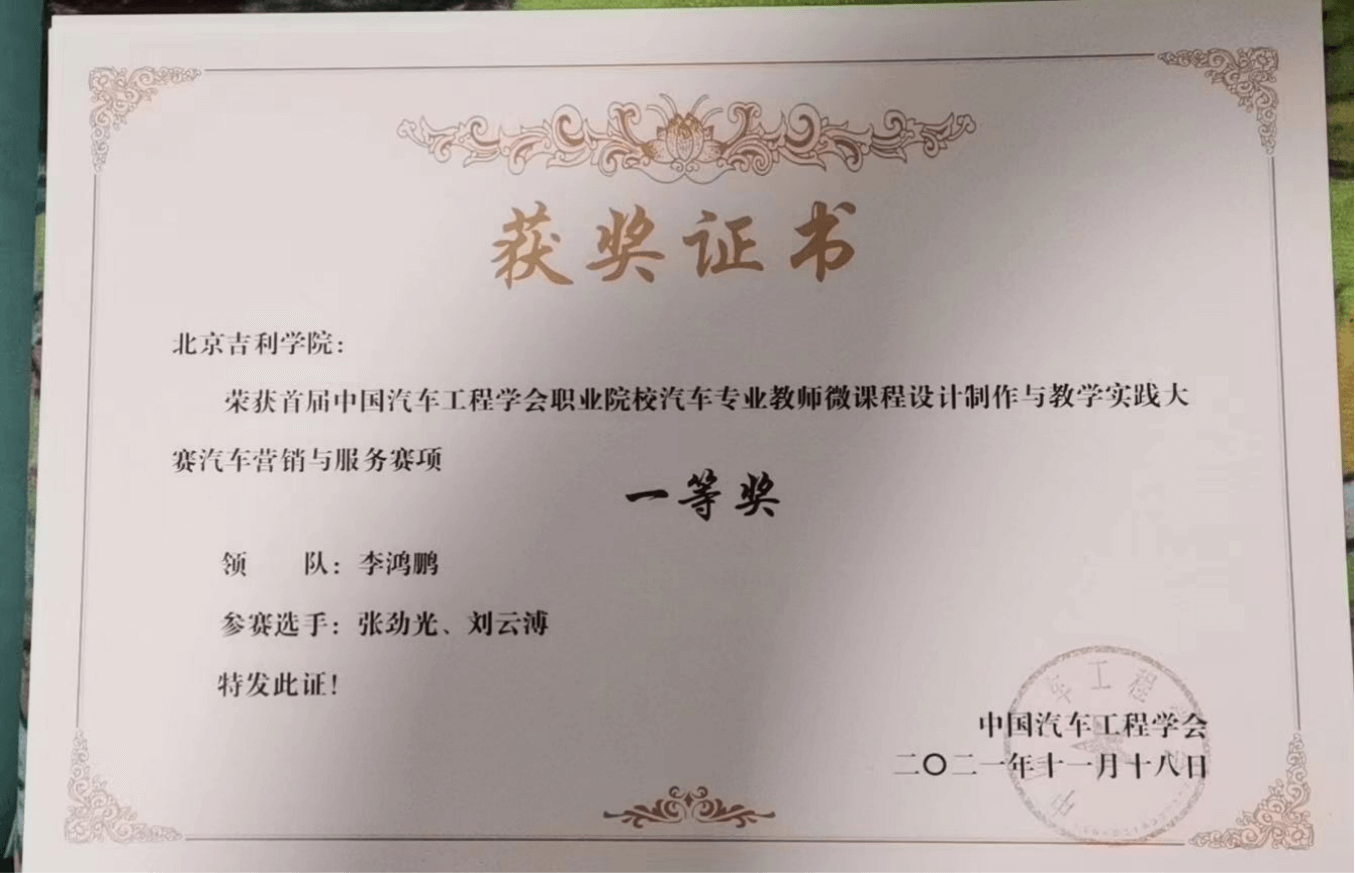 获奖证书
北京吉利学院：
荣获首届中国汽车工程学会职业院校汽车专业教师微课程设计制作与教学实践大
赛汽车营销与服务赛项
一等奖
领 队：李鸿鹏
参赛选手：张劲光、刘云溥
特发此证！
中国汽车工程学会
二〇二一年十一月十八日
车工程
中